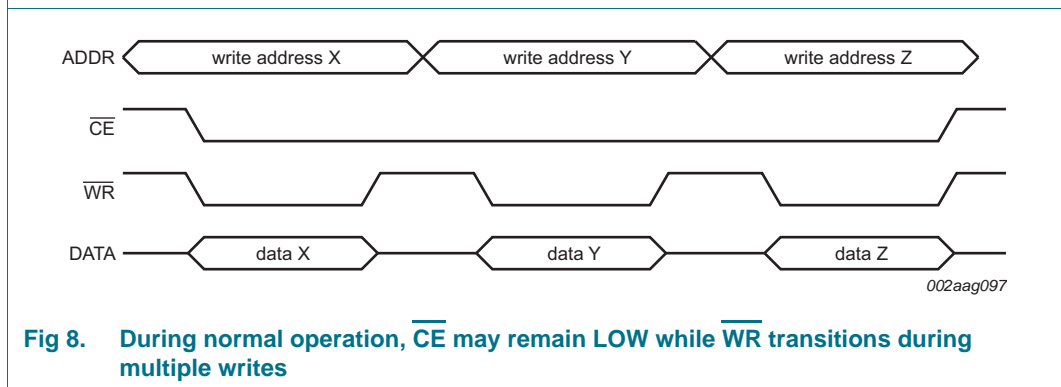 ADDR write address X write address Y write address Z
CE
WR
DATA data X data Y data Z
002aag097
Fig 8. During normal operation, CE may remain LOW while WR transitions during
multiple writes